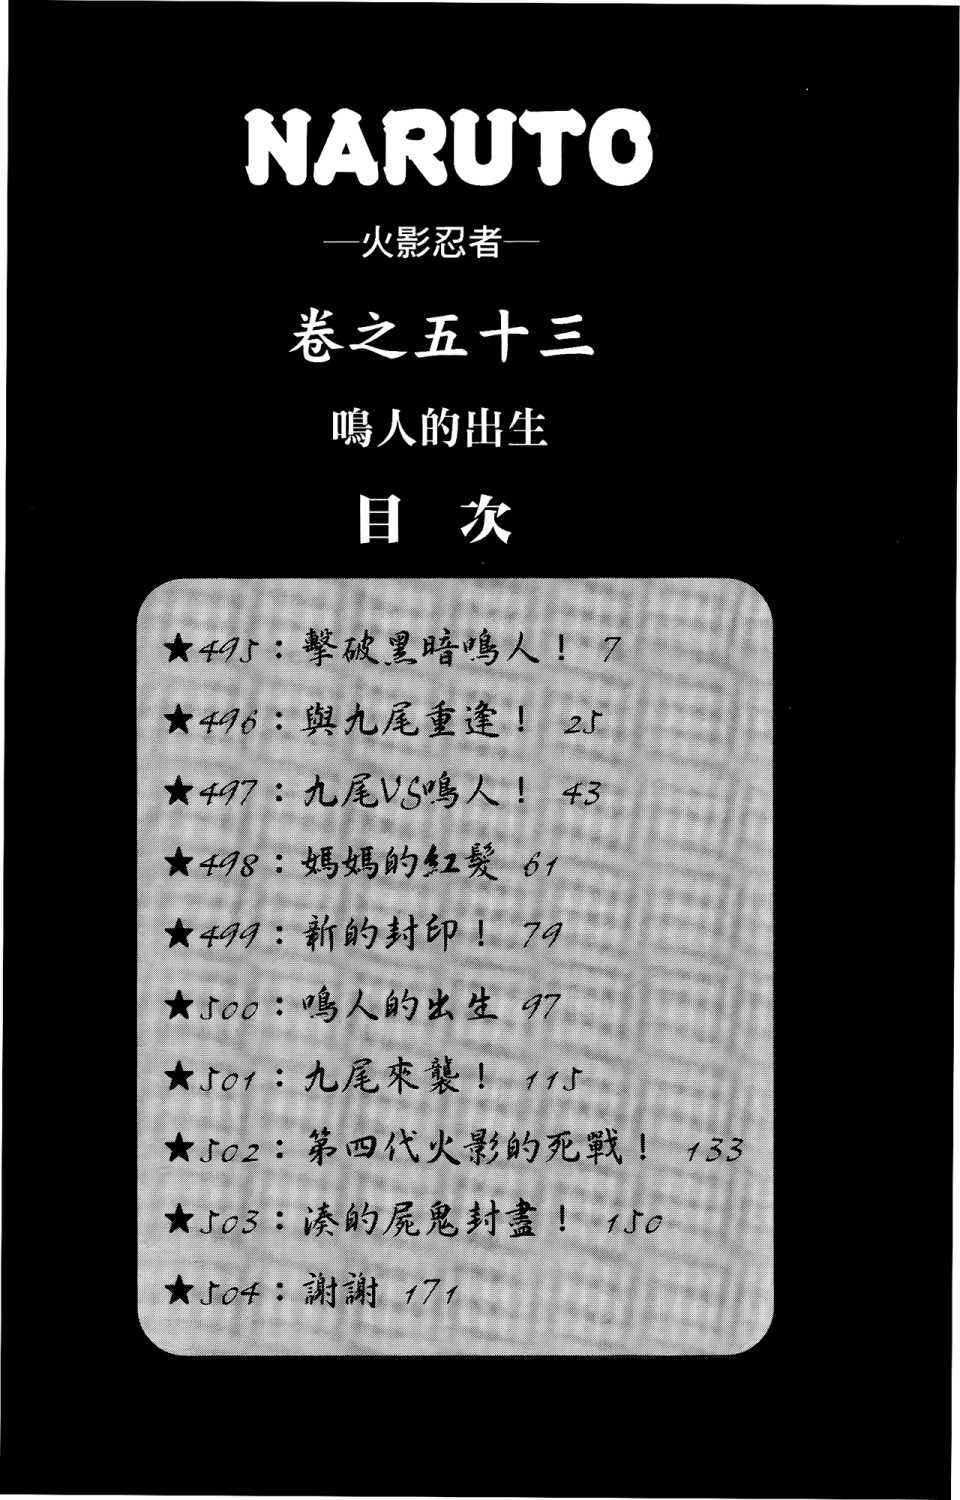 NARUTO
—火影忍者—
卷之五十三
鳴人的出生
目 次
★495：擊破黑暗鳴人！ 7
★496：與九尾重逢！ 25
★497：九尾VS鳴人！ 43
★498：媽媽的紅髮 61
★499：新的封印！ 79
★500：鳴人的出生 97
★501：九尾來襲！ 115
★502：第四代火影的死戰！ 133
★503：湊的屍鬼封盡！ 150
★504：謝謝 171